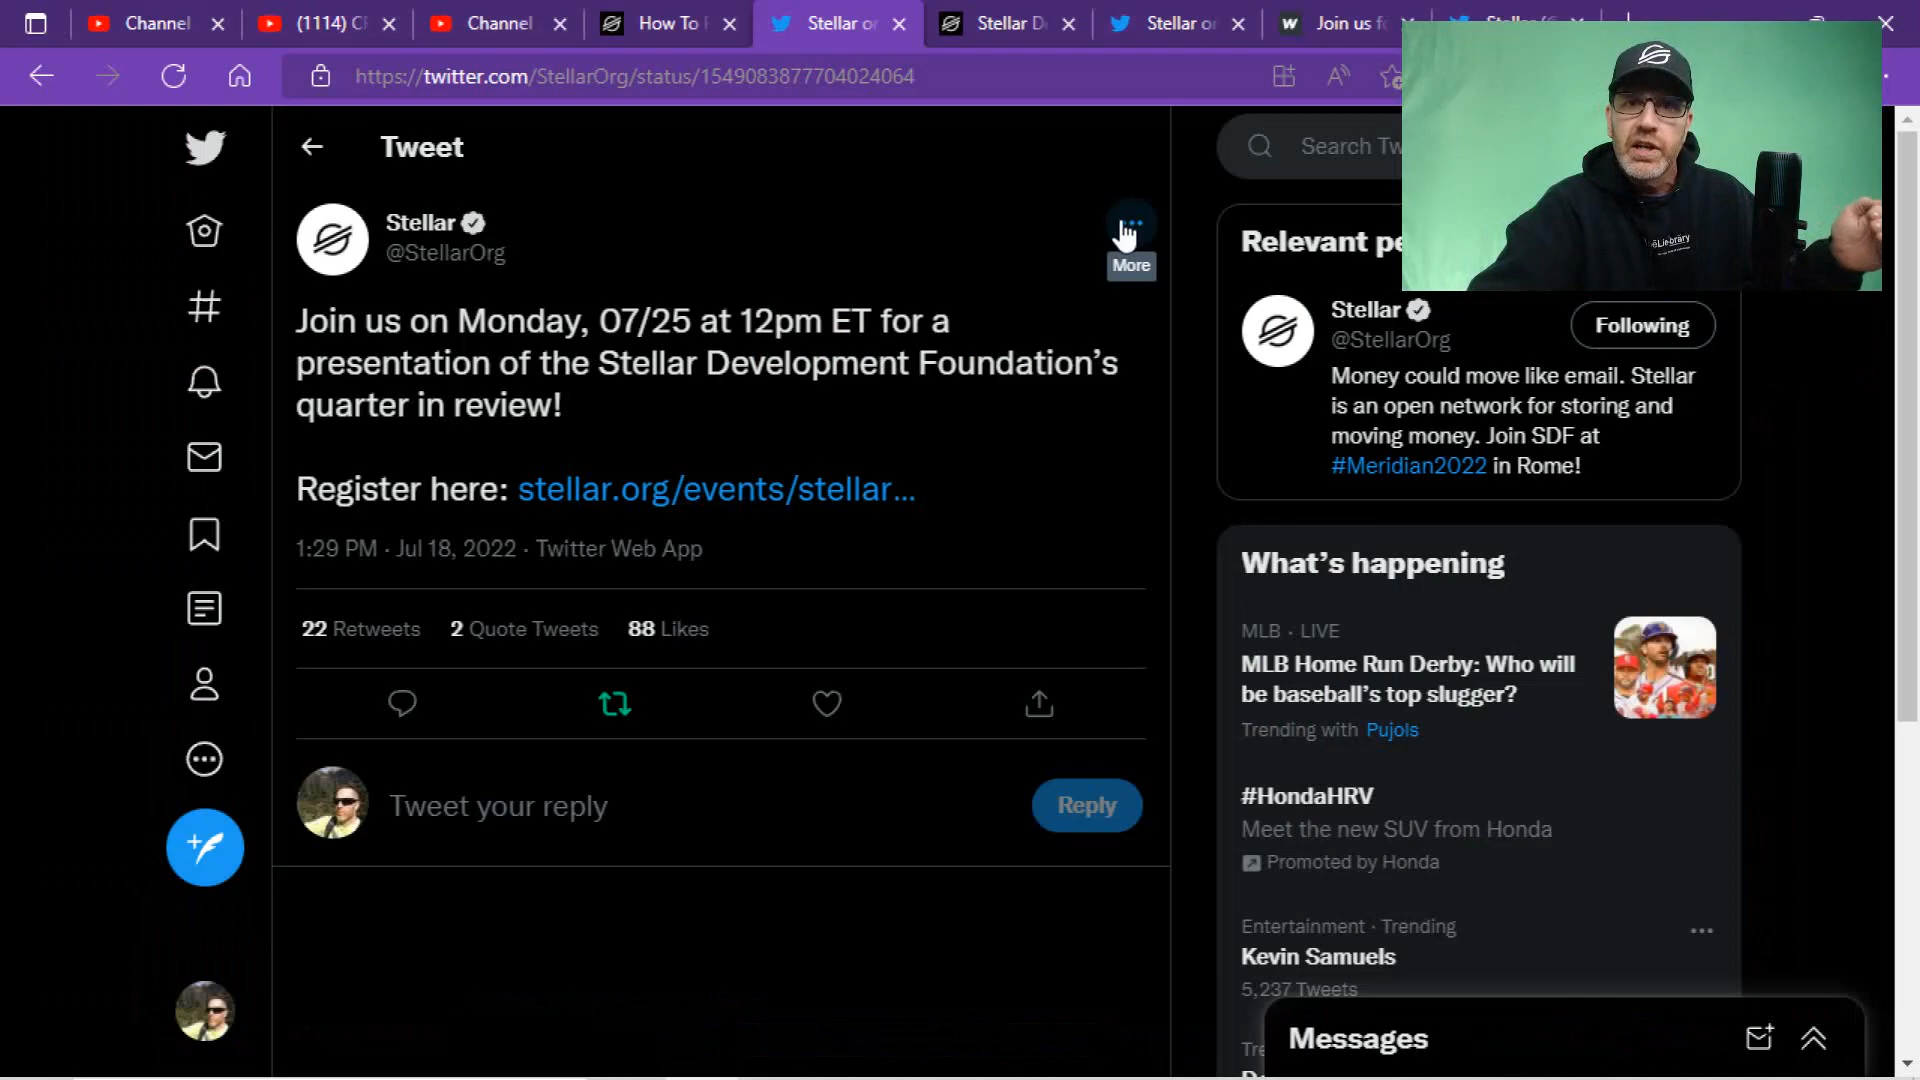 Channel
(1114) C
Channel
How To
Stellar o
Stellar D
Stellar o
Join us f
https://twitter.com/StellarOrg/status/1549083877704024064
Tweet
Search Tw
Stellar
@StellarOrg
More
Join us on Monday, 07/25 at 12pm ET for a
presentation of the Stellar Development Foundation’s
quarter in review!
Register here: stellar.org/events/stellar...
1:29 PM · Jul 18, 2022 · Twitter Web App
22 Retweets 2 Quote Tweets 88 Likes
Tweet your reply
Reply
Relevant pe
Stellar
@StellarOrg
Following
Money could move like email. Stellar
is an open network for storing and
moving money. Join SDF at
#Meridian2022 in Rome!
What’s happening
MLB · LIVE
MLB Home Run Derby: Who will
be baseball’s top slugger?
Trending with Pujols
#HondaHRV
Meet the new SUV from Honda
Promoted by Honda
Entertainment · Trending
Kevin Samuels
5,237 Tweets
Messages